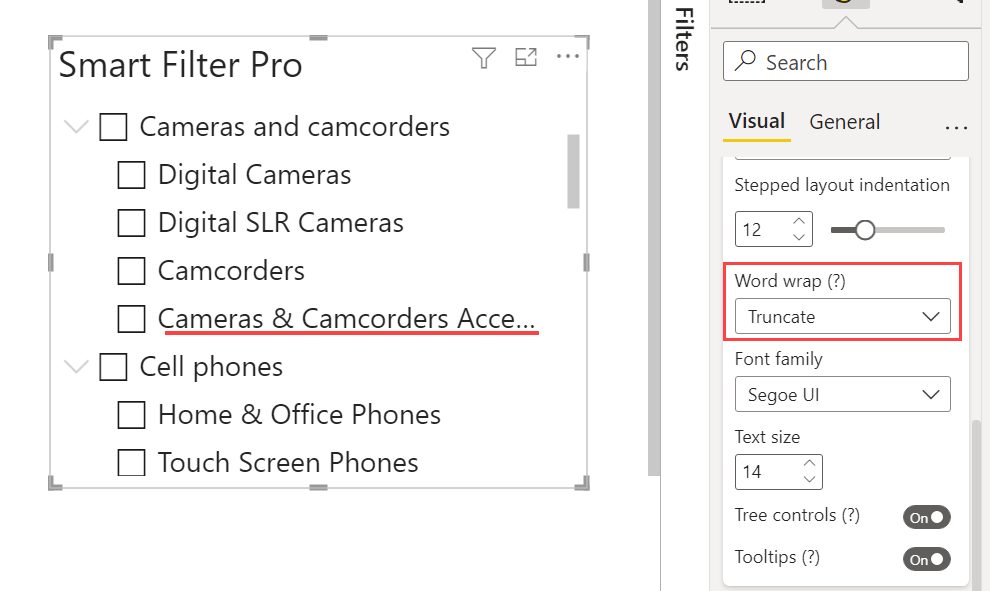 Smart Filter Pro
Cameras and camcorders
Digital Cameras
Digital SLR Cameras
Camcorders
Cameras & Camcorders Acce...
Cell phones
Home & Office Phones
Touch Screen Phones
Filters
Search
Visual General
Stepped layout indentation
12
Word wrap (?)
Truncate
Font family
Segoe UI
Text size
14
Tree controls (?) On
Tooltips (?) On